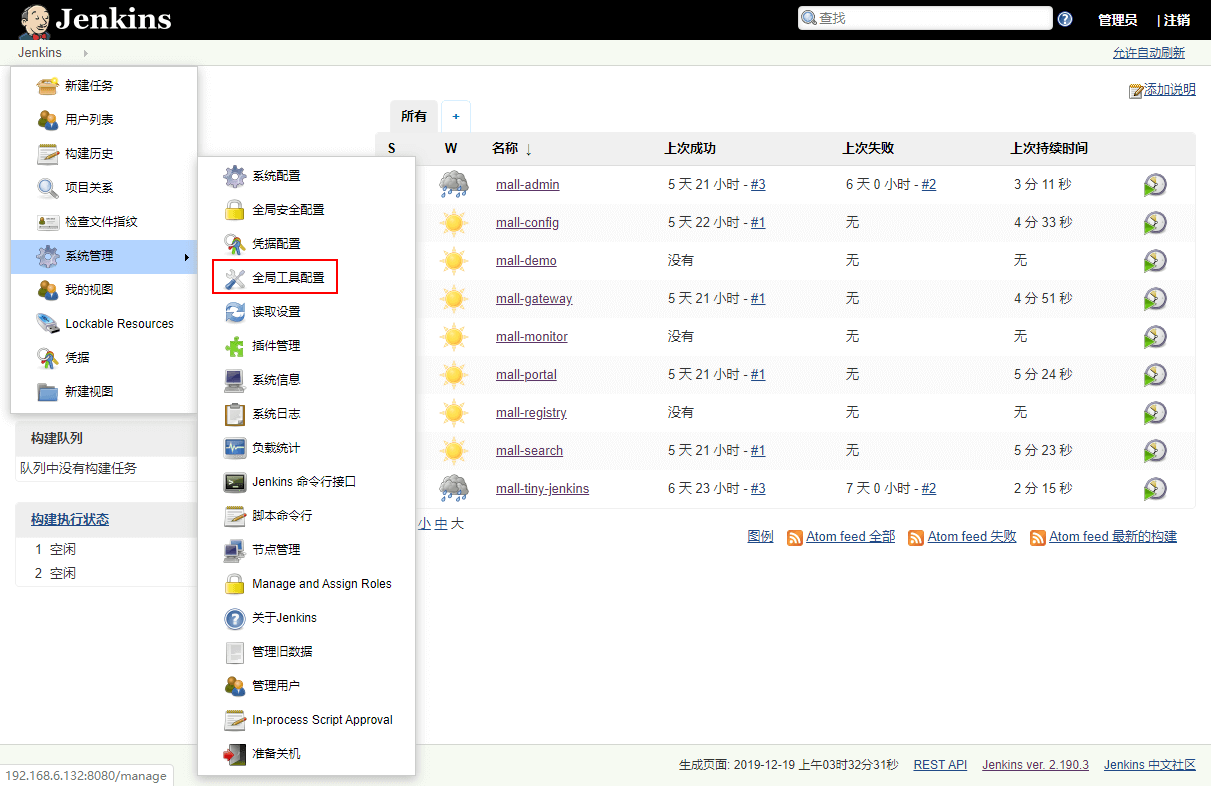 Jenkins
查找
管理员 | 注销
Jenkins
允许自动刷新
添加说明
新建任务
用户列表
构建历史
项目关系
检查文件指纹
系统管理
我的视图
Lockable Resources
凭据
新建视图
构建队列
队列中没有构建任务
构建执行状态
1 空闲
2 空闲
系统配置
全局安全配置
凭据配置
全局工具配置
读取设置
插件管理
系统信息
系统日志
负载统计
Jenkins 命令行接口
脚本命令行
节点管理
Manage and Assign Roles
关于Jenkins
管理旧数据
管理用户
In-process Script Approval
准备关机
所有 +
S W 名称 ↓ 上次成功 上次失败 上次持续时间
mall-admin 5 天 21 小时 - #3 6 天 0 小时 - #2 3 分 11 秒
mall-config 5 天 22 小时 - #1 无 4 分 33 秒
mall-demo 没有 无 无
mall-gateway 5 天 21 小时 - #1 无 4 分 51 秒
mall-monitor 没有 无 无
mall-portal 5 天 21 小时 - #1 无 5 分 24 秒
mall-registry 没有 无 无
mall-search 5 天 21 小时 - #1 无 5 分 23 秒
mall-tiny-jenkins 6 天 23 小时 - #3 7 天 0 小时 - #2 2 分 15 秒
小 中 大
图例 Atom feed 全部 Atom feed 失败 Atom feed 最新的构建
生成页面: 2019-12-19 上午03时32分31秒 REST API Jenkins ver. 2.190.3 Jenkins 中文社区
192.168.6.132:8080/manage